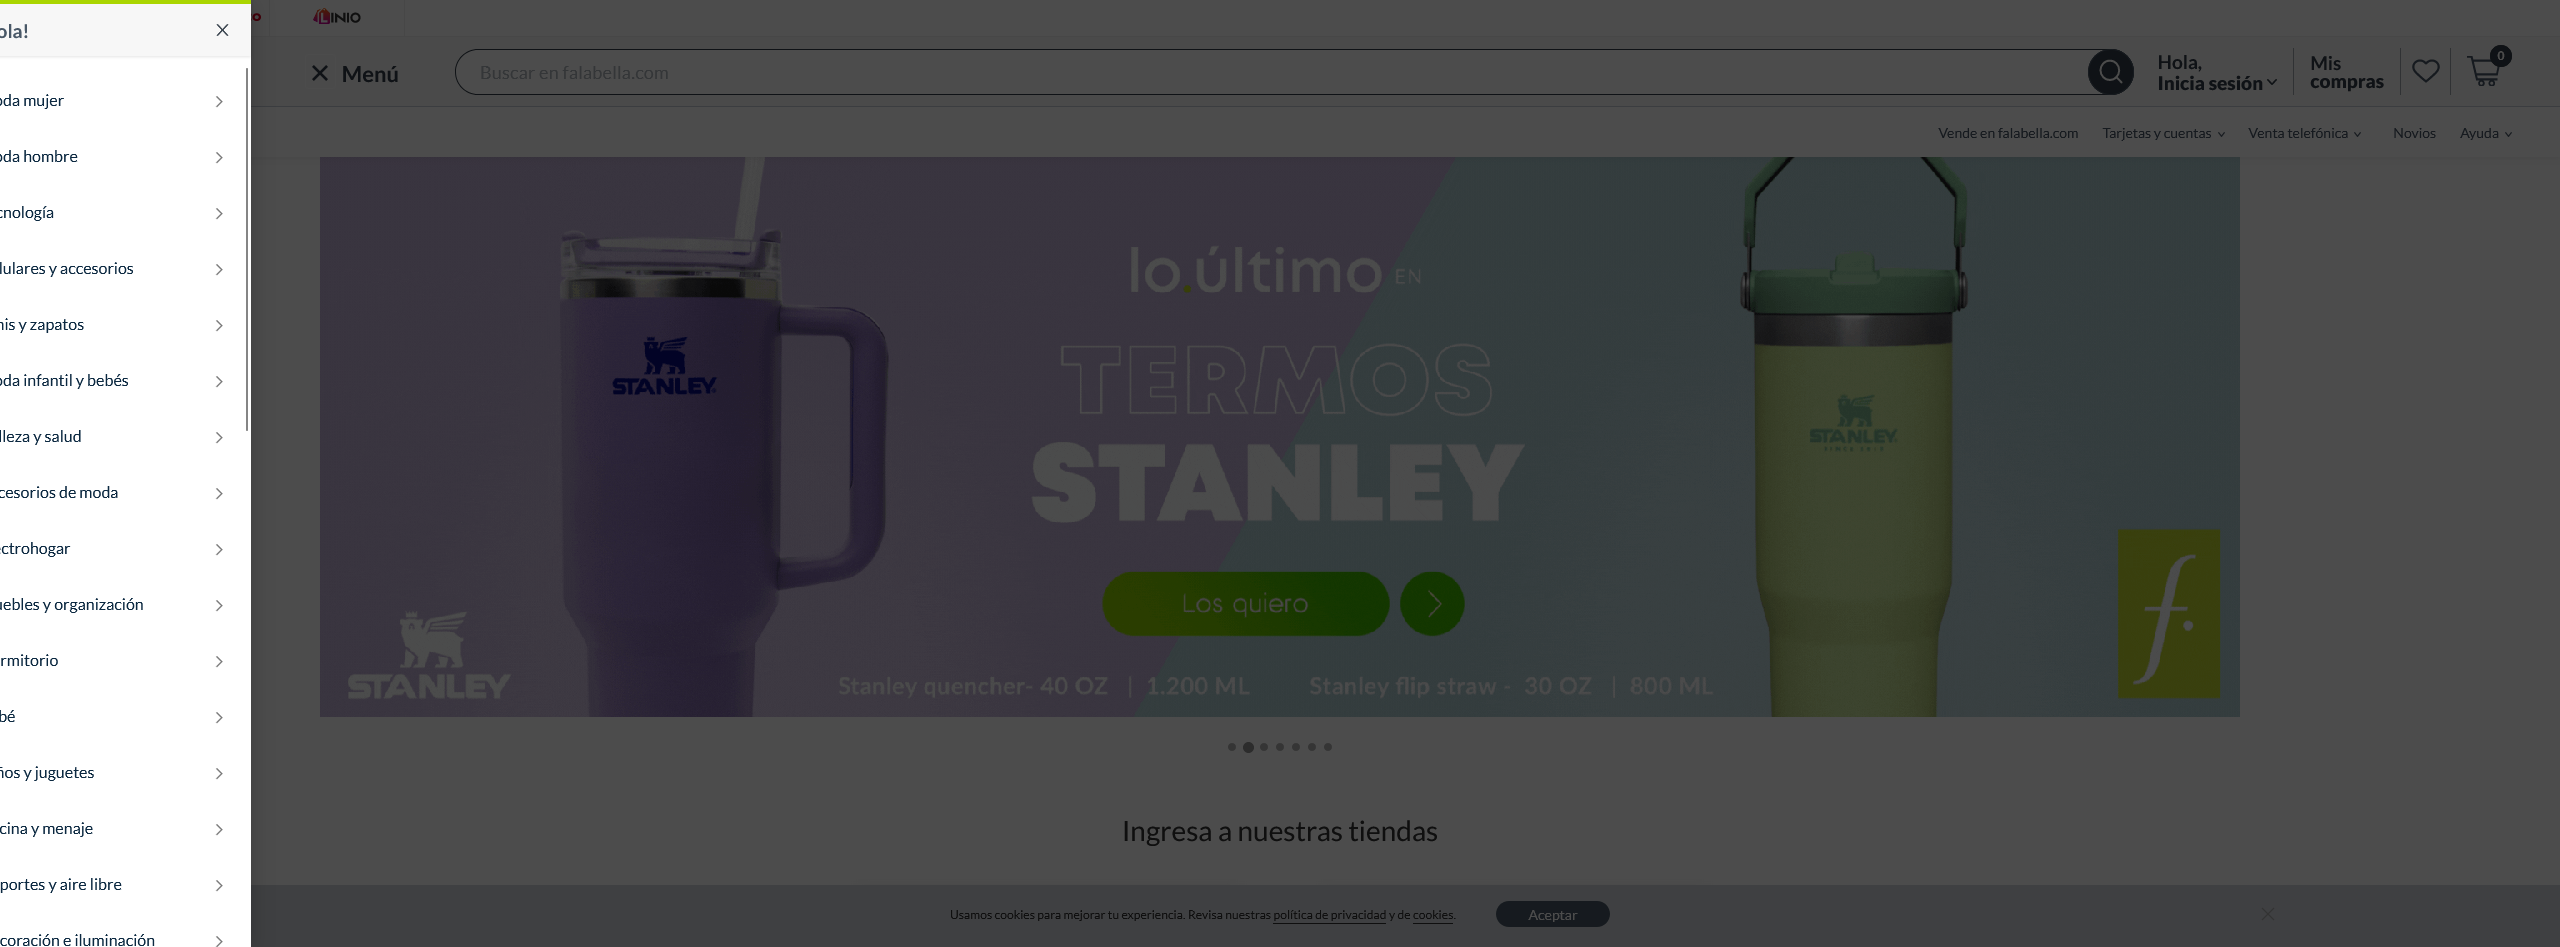 LINIO
ola!
Menú
Buscar en falabella.com
Hola,
Inicia sesión
Mis
compras
0
Vende en falabella.com
Tarjetas y cuentas
Venta telefónica
Novios
Ayuda
oda mujer
oda hombre
cnología
lulares y accesorios
nis y zapatos
oda infantil y bebés
lleza y salud
cesorios de moda
ectrohogar
uebles y organización
rmitorio
bé
ños y juguetes
cina y menaje
portes y aire libre
coración e iluminación
lo.último EN
TERMOS
STANLEY
Los quiero
STANLEY
STANLEY
STANLEY
Stanley quencher- 40 OZ | 1.200 ML
Stanley flip straw - 30 OZ | 800 ML
f.
Ingresa a nuestras tiendas
Usamos cookies para mejorar tu experiencia. Revisa nuestras política de privacidad y de cookies.
Aceptar